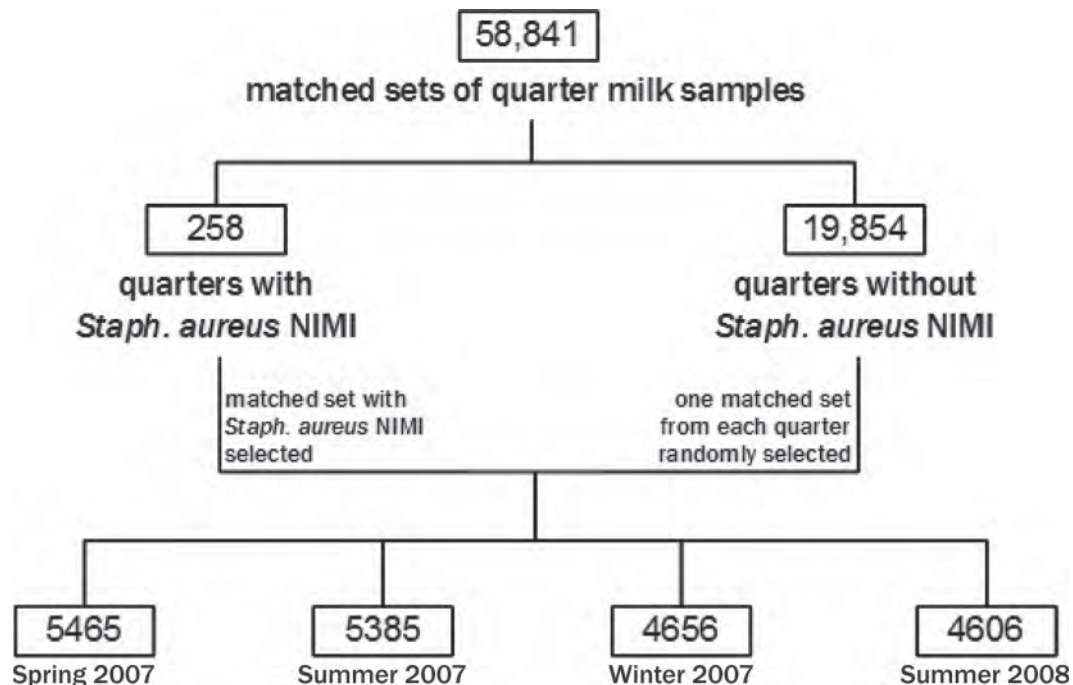 58,841
matched sets of quarter milk samples
258
quarters with
Staph. aureus NIMI
19,854
quarters without
Staph. aureus NIMI
matched set with
Staph. aureus NIMI
selected
one matched set
from each quarter
randomly selected
5465
Spring 2007
5385
Summer 2007
4656
Winter 2007
4606
Summer 2008